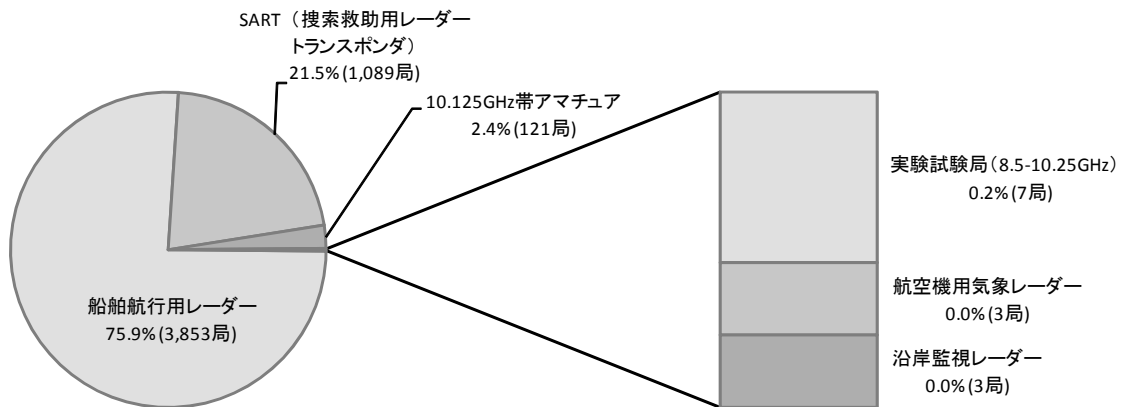 SART（捜索救助用レーダー
トランスポンダ）
21.5%(1,089局)
10.125GHz帯アマチュア
2.4%(121局)
船舶航行用レーダー
75.9%(3,853局)
実験試験局（8.5-10.25GHz）
0.2%(7局)
航空機用気象レーダー
0.0%(3局)
沿岸監視レーダー
0.0%(3局)